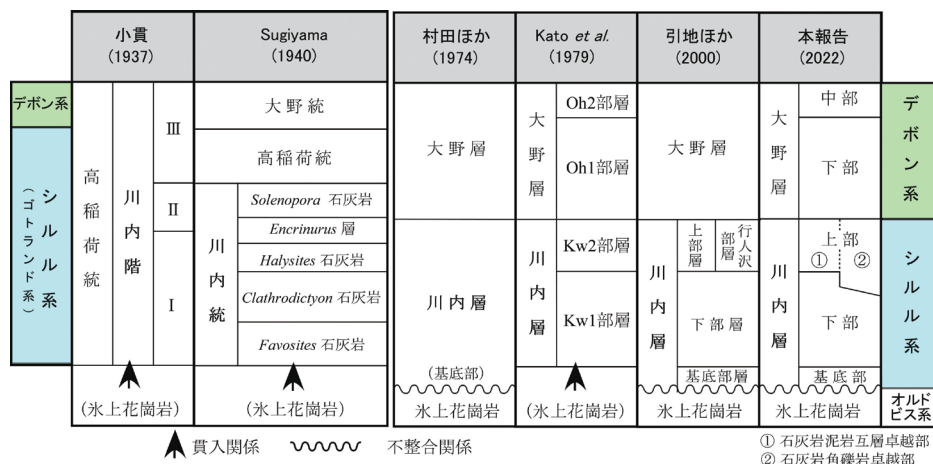 小貫
(1937)
Sugiyama
(1940)
村田ほか
(1974)
Kato et al.
(1979)
引地ほか
(2000)
本報告
(2022)
デボン系
シルル系
(ゴトランド系)
高稲荷統
川内階
III
II
I
(氷上花崗岩)
大野統
高稲荷統
川内統
Solenopora 石灰岩
Encrinurus 層
Halysites 石灰岩
Clathrodictyon 石灰岩
Favosites 石灰岩
(氷上花崗岩)
大野層
川内層
(基底部)
氷上花崗岩
大野層
Oh2部層
Oh1部層
川内層
Kw2部層
Kw1部層
(氷上花崗岩)
大野層
川内層
上部層
行人沢部層
下部層
基底部層
氷上花崗岩
大野層
中部
下部
川内層
上部
① ②
下部
基底部
氷上花崗岩
デボン系
シルル系
オルド
ビス系
貫入関係
不整合関係
① 石灰岩泥岩互層卓越部
② 石灰岩角礫岩卓越部